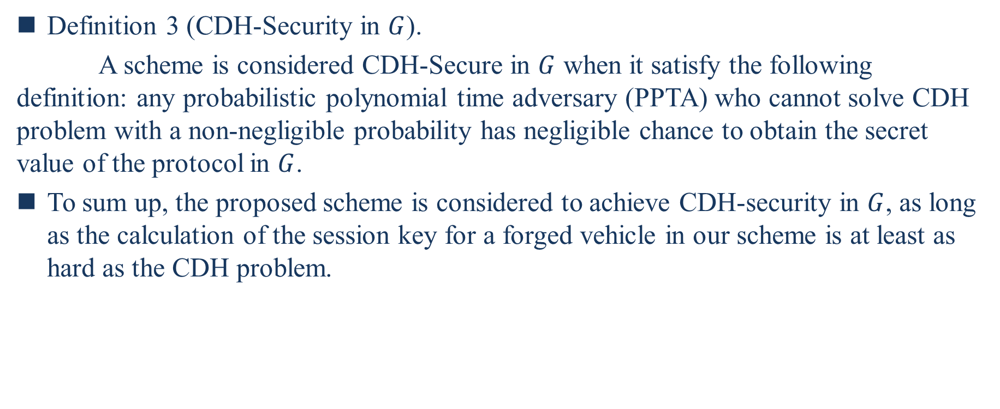 ■ Definition 3 (CDH-Security in G).
A scheme is considered CDH-Secure in G when it satisfy the following
definition: any probabilistic polynomial time adversary (PPTA) who cannot solve CDH
problem with a non-negligible probability has negligible chance to obtain the secret
value of the protocol in G.
■ To sum up, the proposed scheme is considered to achieve CDH-security in G, as long
as the calculation of the session key for a forged vehicle in our scheme is at least as
hard as the CDH problem.